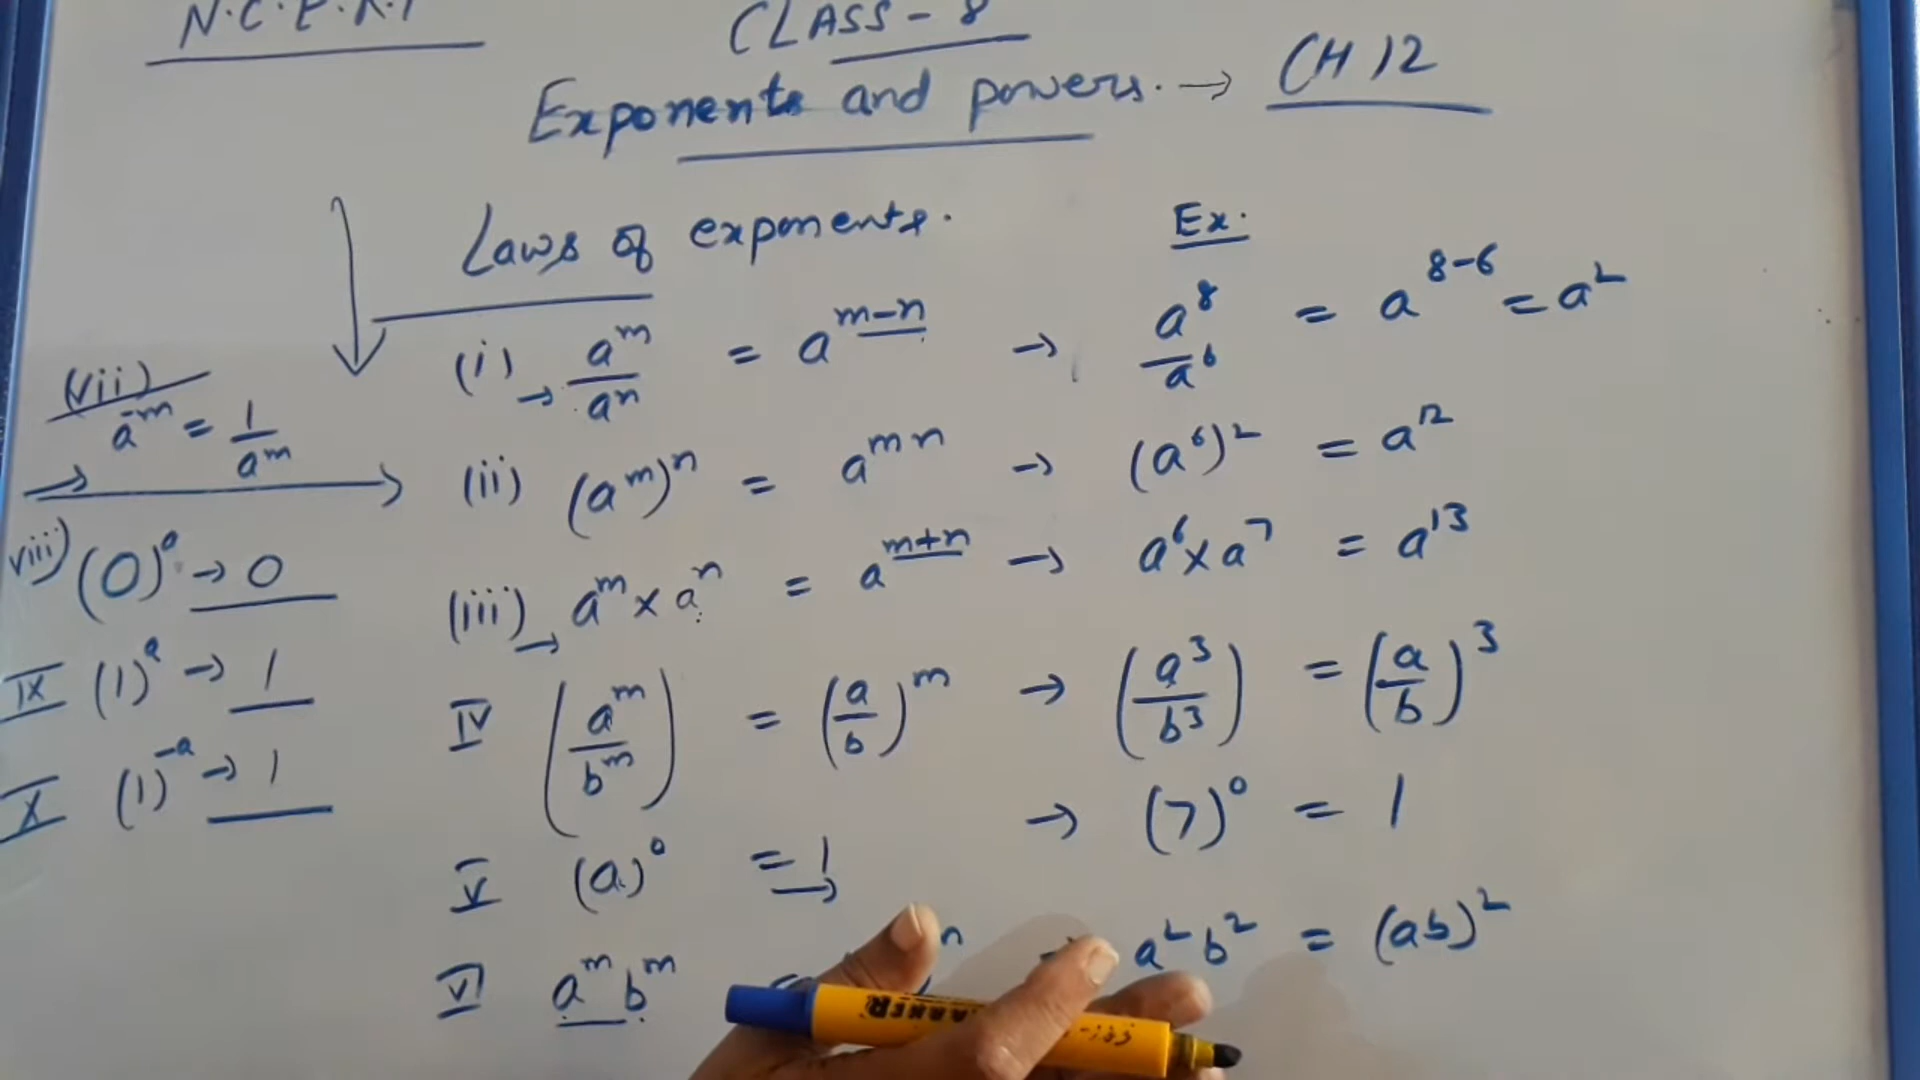 N.C.E.R.T
CLASS - 8
Exponents and powers. → CH 12
Laws of exponents.
Ex.
(i) → a^m / a^n = a^(m-n) → a^8 / a^6 = a^(8-6) = a^2
(ii) (a^m)^n = a^(mn) → (a^6)^2 = a^12
(iii) → a^m × a^n = a^(m+n) → a^6 × a^7 = a^13
IV (a^m / b^m) = (a/b)^m → (a^3 / b^3) = (a/b)^3
V (a)^0 = 1 → (7)^0 = 1
VI a^m b^m = → a^2 b^2 = (ab)^2
(vii)
a^-m = 1 / a^m
viii) (0)^a → 0
IX (1)^a → 1
X (1)^-a → 1
MARKER